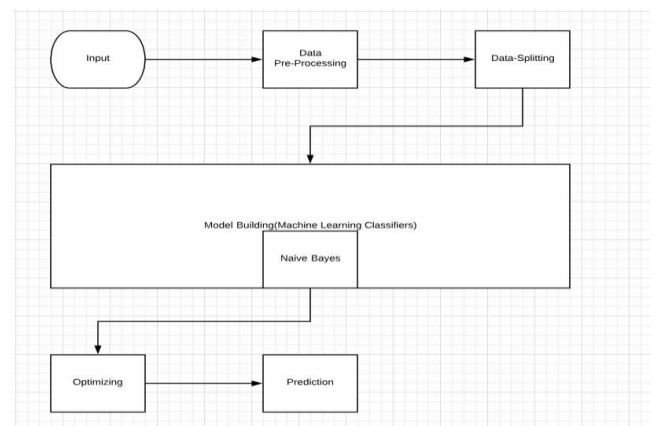 Input
Data
Pre-Processing
Data-Splitting
Model Building(Machine Learning Classifiers)
Naive Bayes
Optimizing
Prediction